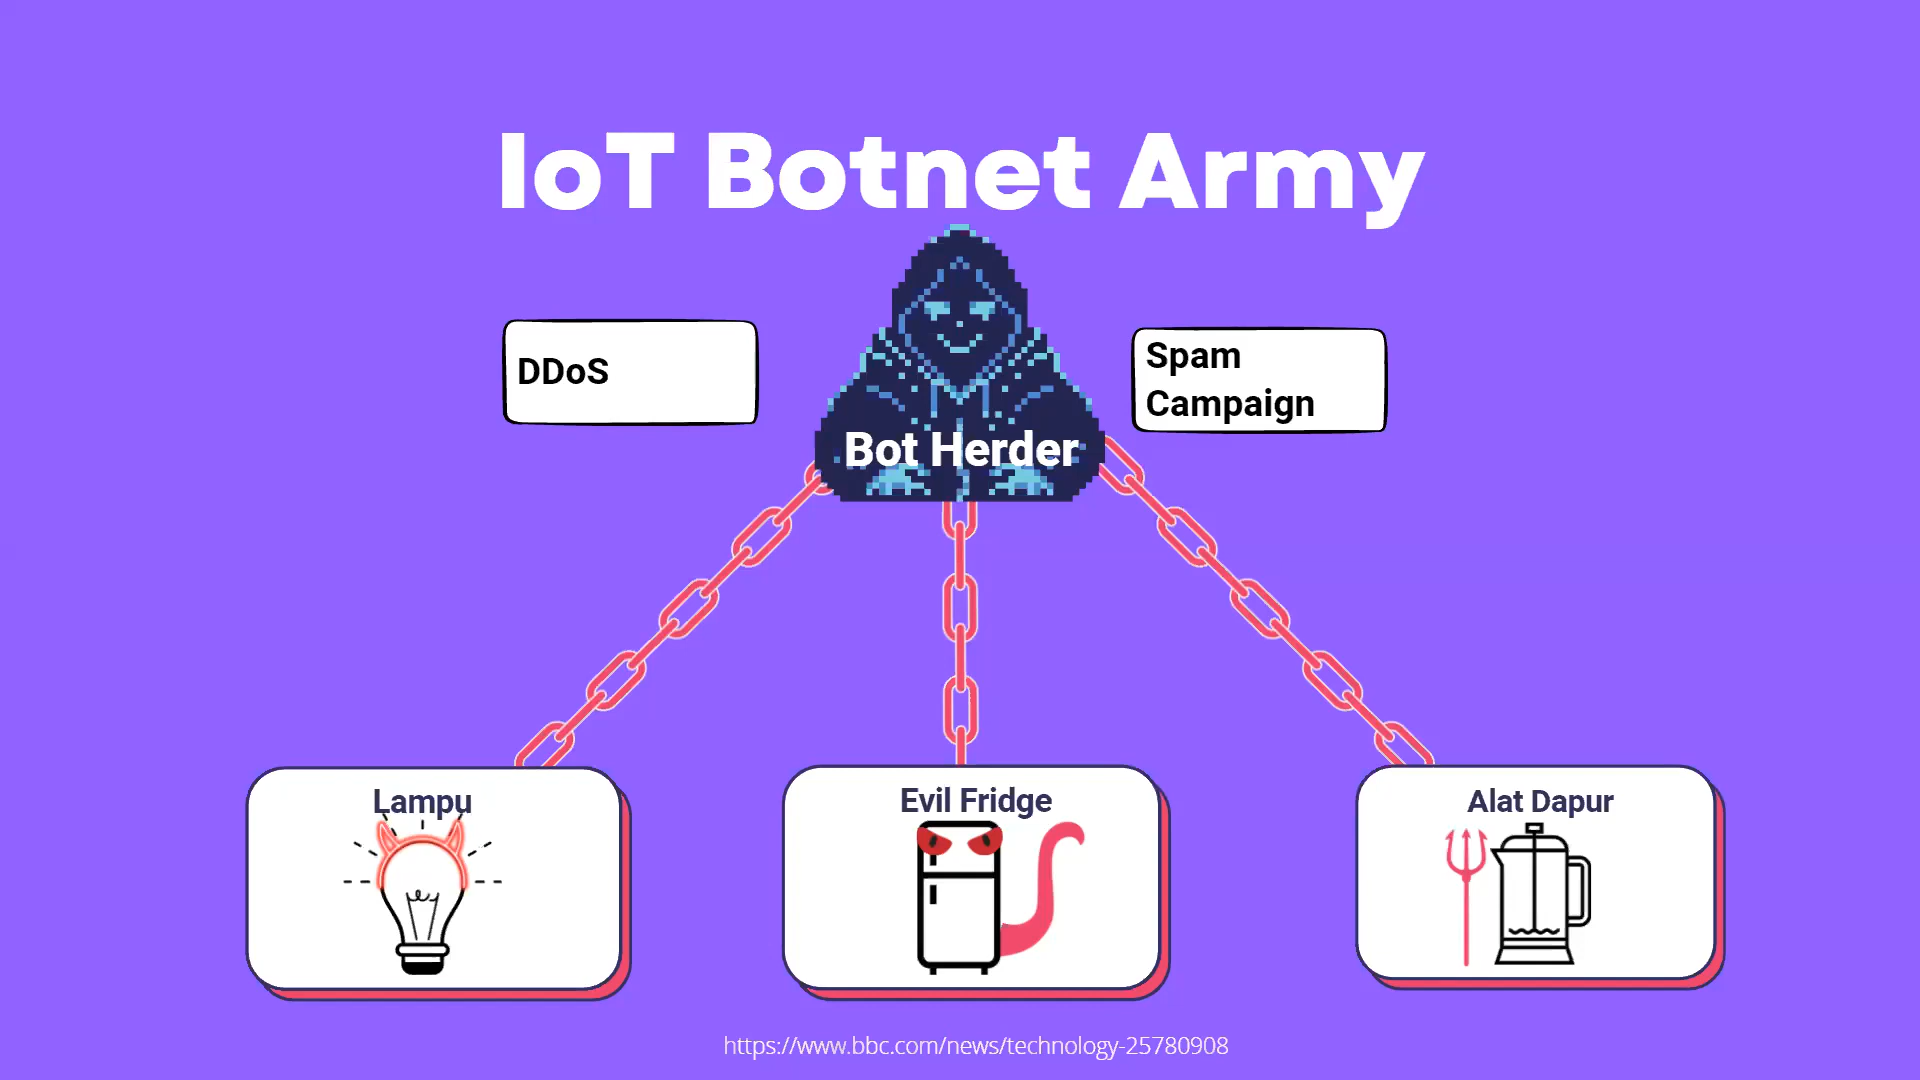 IoT Botnet Army
DDoS
Spam
Campaign
Bot Herder
Lampu
Evil Fridge
Alat Dapur
https://www.bbc.com/news/technology-25780908